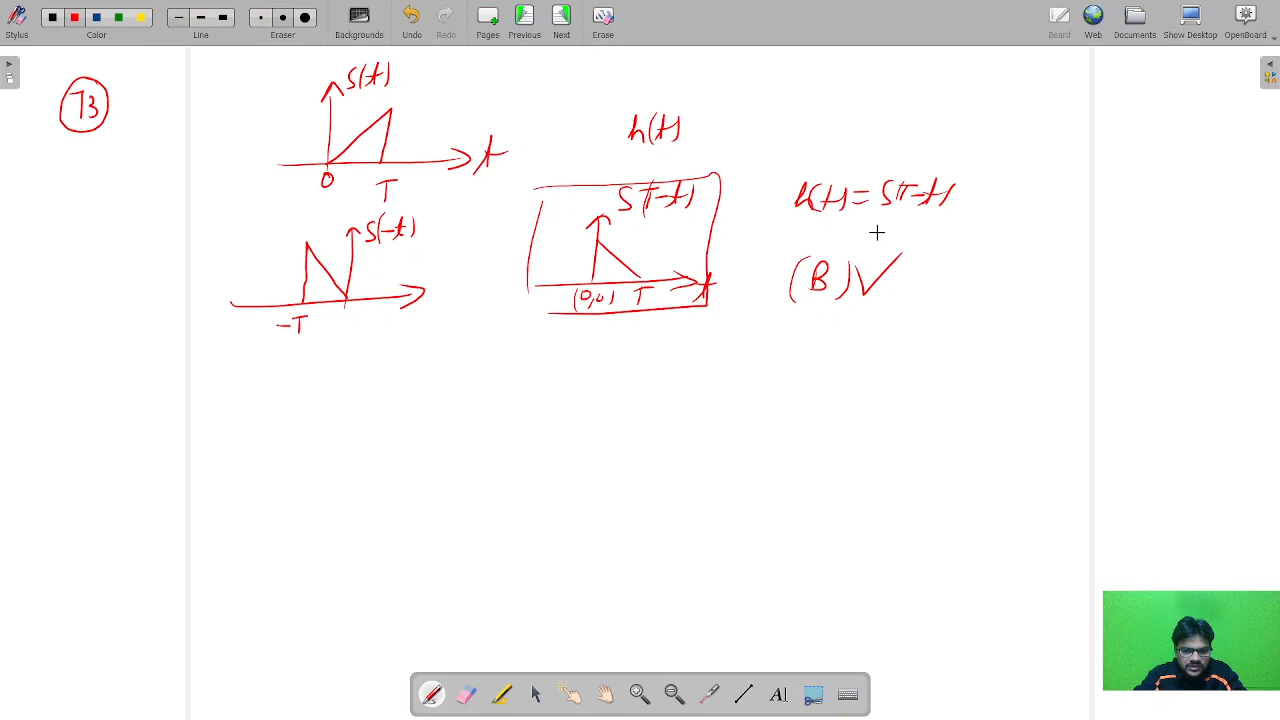 Stylus Color Line Eraser Backgrounds Undo Redo Pages Previous Next Erase Board Web Documents Show Desktop OpenBoard
73
S(t)
t
0 T
h(t)
S(-t)
-T
S(T-t)
(0,0) T t
h(t) = S(T-t)
(B) ✓
AI